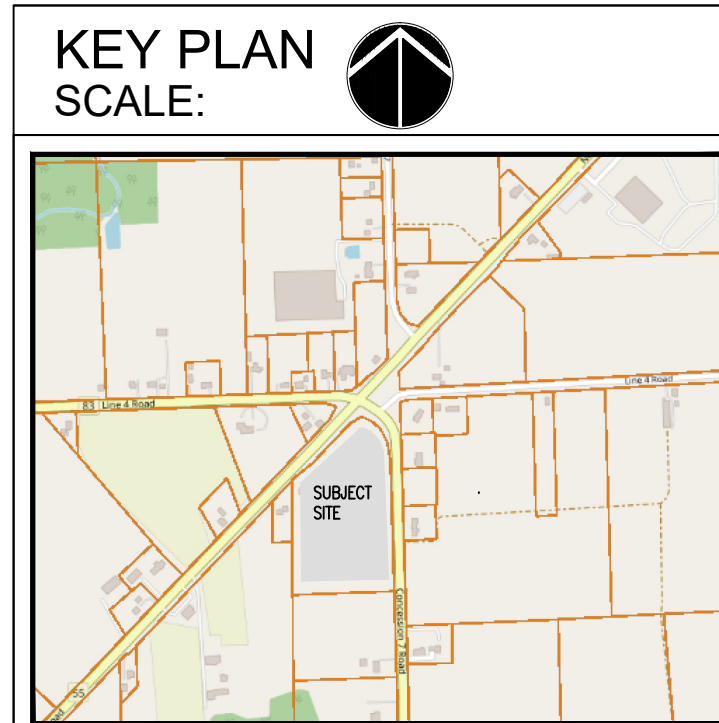 KEY PLAN
SCALE:
83 Line 4 Road
Line 4 Road
SUBJECT
SITE
Concession 7 Road
55